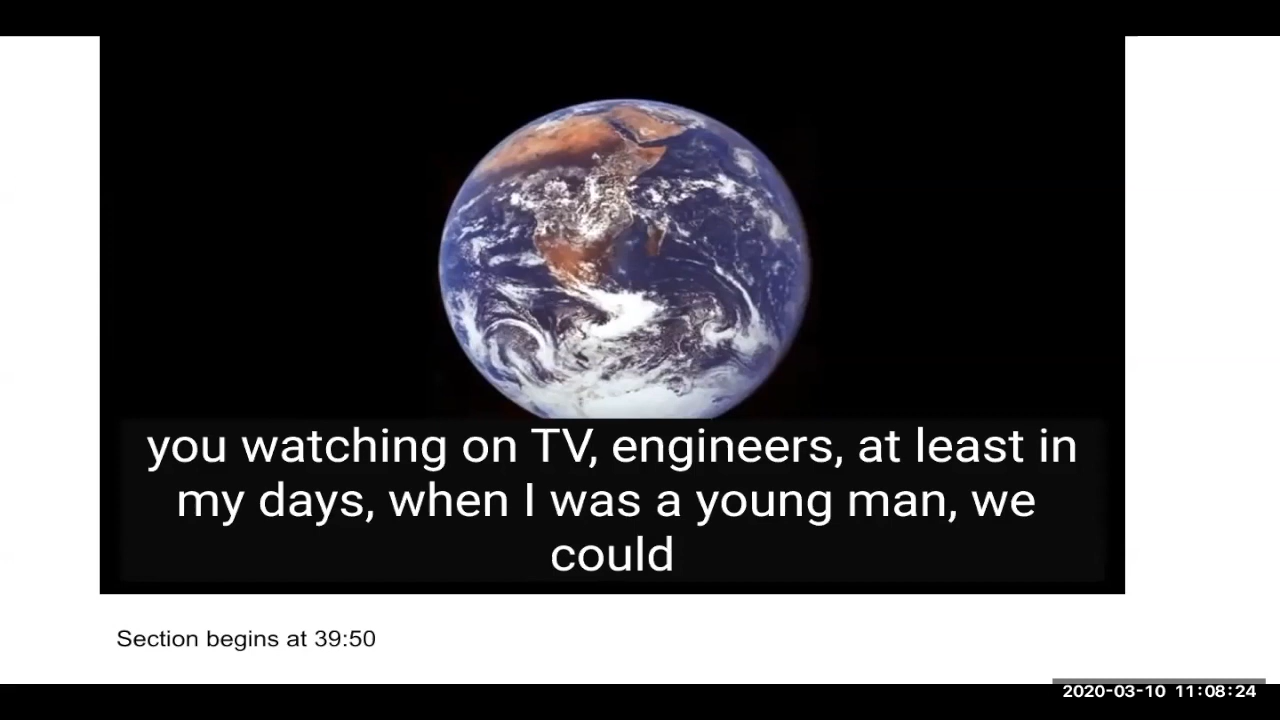 you watching on TV, engineers, at least in
my days, when I was a young man, we
could
Section begins at 39:50
2020-03-10 11:08:24